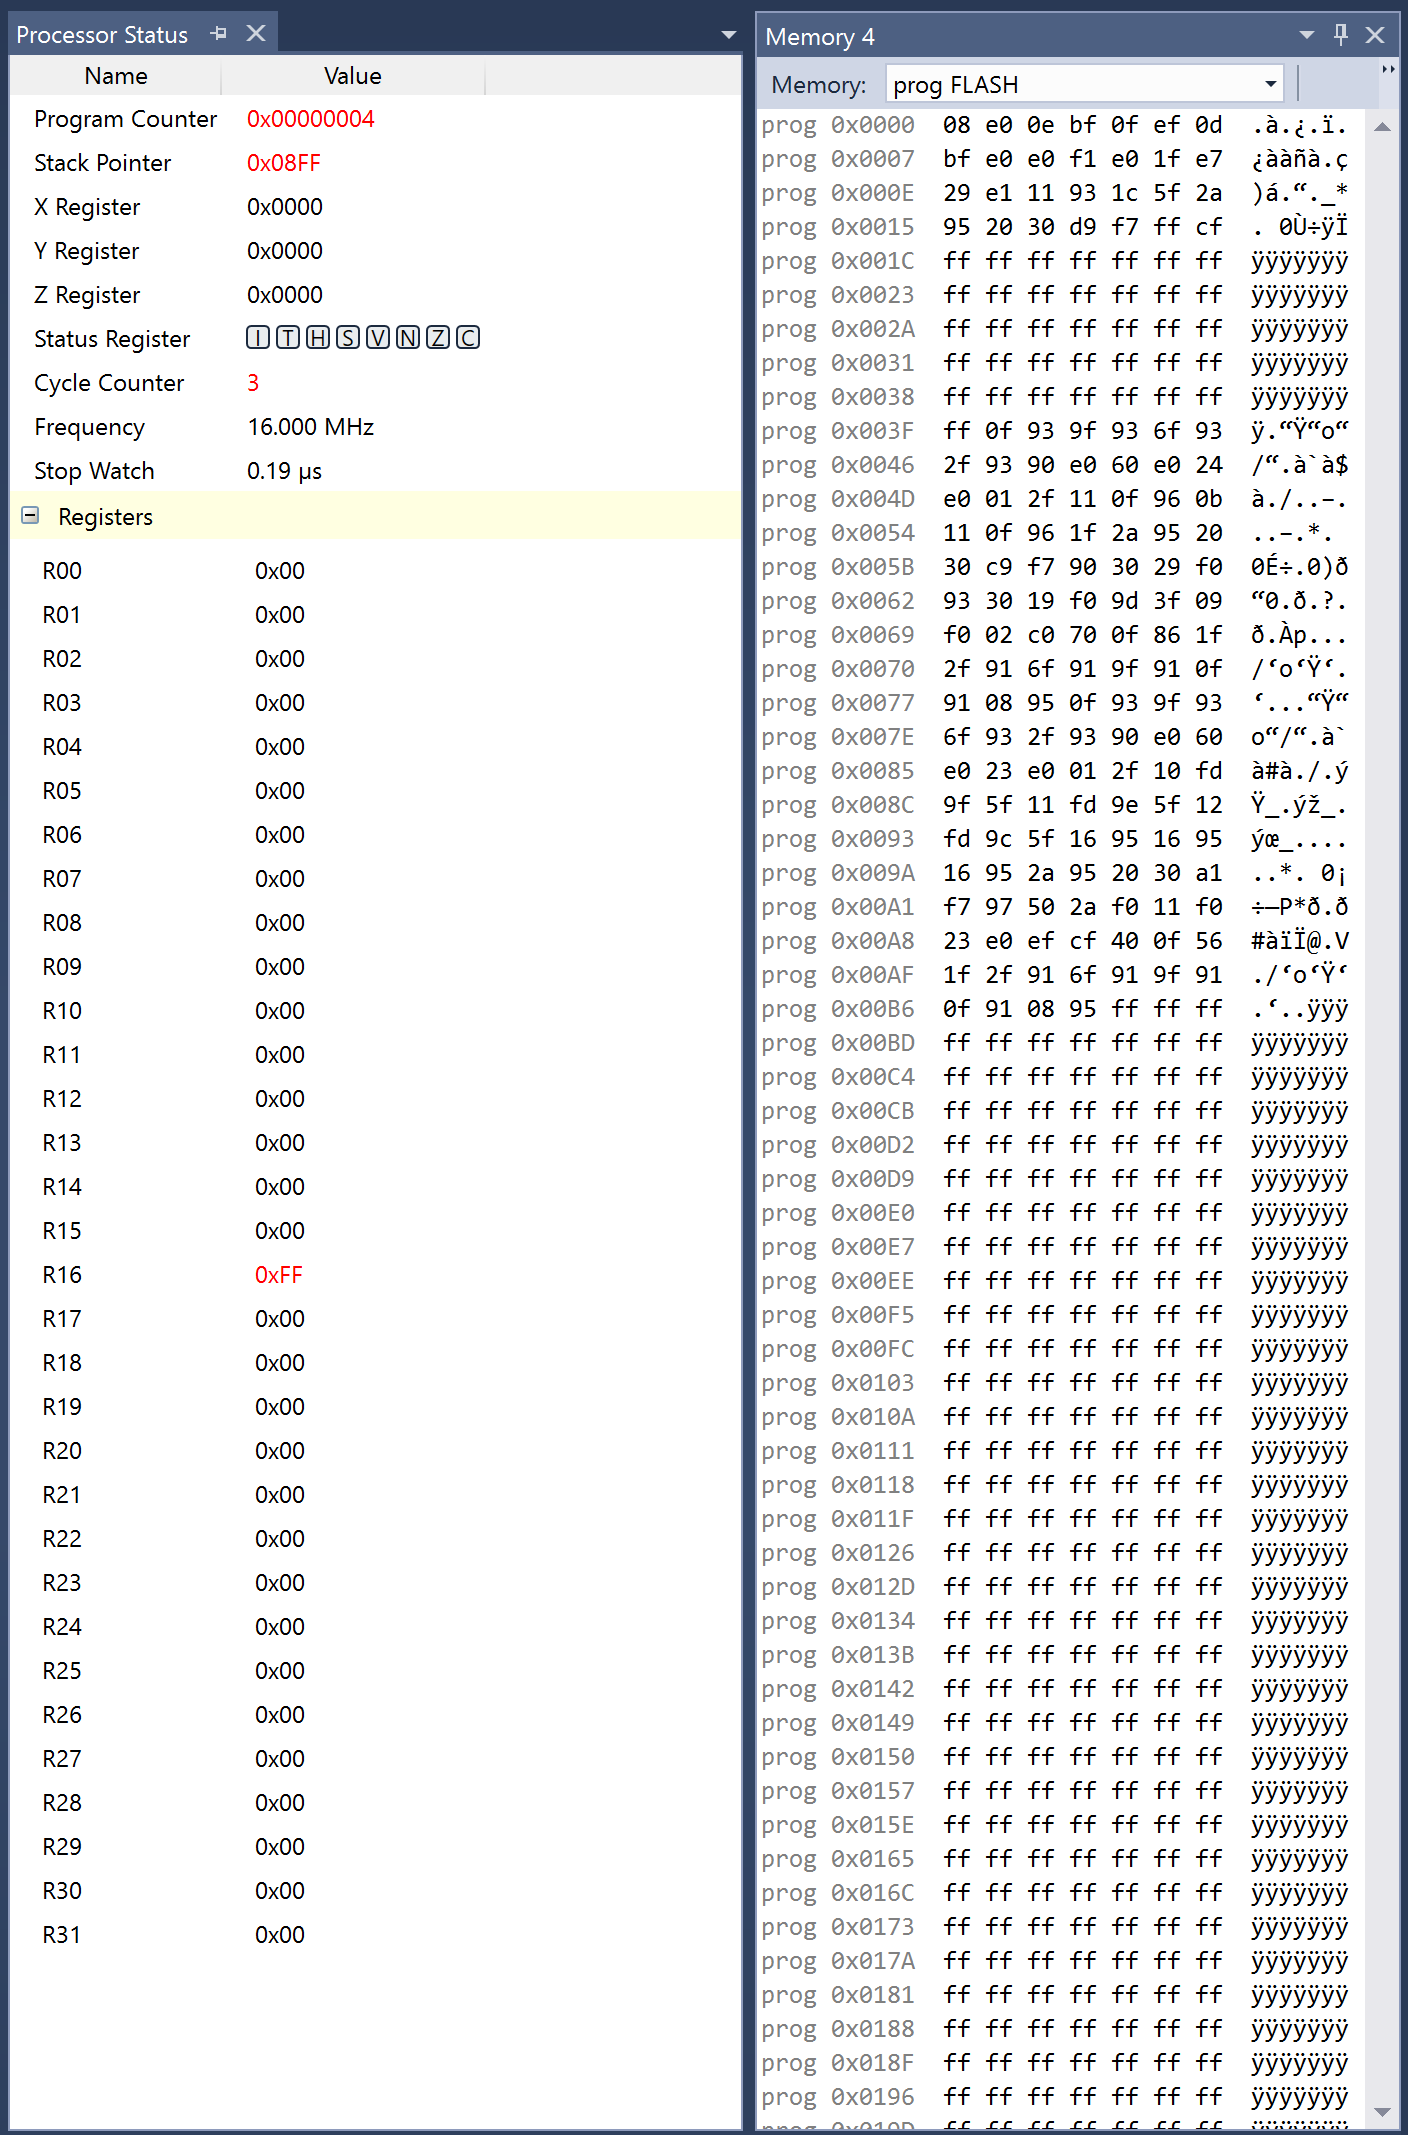 Processor Status
Name Value
Program Counter 0x00000004
Stack Pointer 0x08FF
X Register 0x0000
Y Register 0x0000
Z Register 0x0000
Status Register I T H S V N Z C
Cycle Counter 3
Frequency 16.000 MHz
Stop Watch 0.19 µs
Registers
R00 0x00
R01 0x00
R02 0x00
R03 0x00
R04 0x00
R05 0x00
R06 0x00
R07 0x00
R08 0x00
R09 0x00
R10 0x00
R11 0x00
R12 0x00
R13 0x00
R14 0x00
R15 0x00
R16 0xFF
R17 0x00
R18 0x00
R19 0x00
R20 0x00
R21 0x00
R22 0x00
R23 0x00
R24 0x00
R25 0x00
R26 0x00
R27 0x00
R28 0x00
R29 0x00
R30 0x00
R31 0x00
Memory 4
Memory: prog FLASH
prog 0x0000 08 e0 0e bf 0f ef 0d .à.¿.ï.
prog 0x0007 bf e0 e0 f1 e0 1f e7 ¿ààñà.ç
prog 0x000E 29 e1 11 93 1c 5f 2a )á.“._*
prog 0x0015 95 20 30 d9 f7 ff cf . 0Ù÷ÿÏ
prog 0x001C ff ff ff ff ff ff ff ÿÿÿÿÿÿÿ
prog 0x0023 ff ff ff ff ff ff ff ÿÿÿÿÿÿÿ
prog 0x002A ff ff ff ff ff ff ff ÿÿÿÿÿÿÿ
prog 0x0031 ff ff ff ff ff ff ff ÿÿÿÿÿÿÿ
prog 0x0038 ff ff ff ff ff ff ff ÿÿÿÿÿÿÿ
prog 0x003F ff 0f 93 9f 93 6f 93 ÿ.“Ÿ“o“
prog 0x0046 2f 93 90 e0 60 e0 24 /“.à`à$
prog 0x004D e0 01 2f 11 0f 96 0b à./..–.
prog 0x0054 11 0f 96 1f 2a 95 20 ..–.*.
prog 0x005B 30 c9 f7 90 30 29 f0 0É÷.0)ð
prog 0x0062 93 30 19 f0 9d 3f 09 “0.ð.?.
prog 0x0069 f0 02 c0 70 0f 86 1f ð.Àp...
prog 0x0070 2f 91 6f 91 9f 91 0f /‘o‘Ÿ‘.
prog 0x0077 91 08 95 0f 93 9f 93 ‘...“Ÿ“
prog 0x007E 6f 93 2f 93 90 e0 60 o“/“.à`
prog 0x0085 e0 23 e0 01 2f 10 fd à#à./.ý
prog 0x008C 9f 5f 11 fd 9e 5f 12 Ÿ_.ýž_.
prog 0x0093 fd 9c 5f 16 95 16 95 ýœ_....
prog 0x009A 16 95 2a 95 20 30 a1 ..*. 0¡
prog 0x00A1 f7 97 50 2a f0 11 f0 ÷—P*ð.ð
prog 0x00A8 23 e0 ef cf 40 0f 56 #àïÏ@.V
prog 0x00AF 1f 2f 91 6f 91 9f 91 ./‘o‘Ÿ‘
prog 0x00B6 0f 91 08 95 ff ff ff .‘..ÿÿÿ
prog 0x00BD ff ff ff ff ff ff ff ÿÿÿÿÿÿÿ
prog 0x00C4 ff ff ff ff ff ff ff ÿÿÿÿÿÿÿ
prog 0x00CB ff ff ff ff ff ff ff ÿÿÿÿÿÿÿ
prog 0x00D2 ff ff ff ff ff ff ff ÿÿÿÿÿÿÿ
prog 0x00D9 ff ff ff ff ff ff ff ÿÿÿÿÿÿÿ
prog 0x00E0 ff ff ff ff ff ff ff ÿÿÿÿÿÿÿ
prog 0x00E7 ff ff ff ff ff ff ff ÿÿÿÿÿÿÿ
prog 0x00EE ff ff ff ff ff ff ff ÿÿÿÿÿÿÿ
prog 0x00F5 ff ff ff ff ff ff ff ÿÿÿÿÿÿÿ
prog 0x00FC ff ff ff ff ff ff ff ÿÿÿÿÿÿÿ
prog 0x0103 ff ff ff ff ff ff ff ÿÿÿÿÿÿÿ
prog 0x010A ff ff ff ff ff ff ff ÿÿÿÿÿÿÿ
prog 0x0111 ff ff ff ff ff ff ff ÿÿÿÿÿÿÿ
prog 0x0118 ff ff ff ff ff ff ff ÿÿÿÿÿÿÿ
prog 0x011F ff ff ff ff ff ff ff ÿÿÿÿÿÿÿ
prog 0x0126 ff ff ff ff ff ff ff ÿÿÿÿÿÿÿ
prog 0x012D ff ff ff ff ff ff ff ÿÿÿÿÿÿÿ
prog 0x0134 ff ff ff ff ff ff ff ÿÿÿÿÿÿÿ
prog 0x013B ff ff ff ff ff ff ff ÿÿÿÿÿÿÿ
prog 0x0142 ff ff ff ff ff ff ff ÿÿÿÿÿÿÿ
prog 0x0149 ff ff ff ff ff ff ff ÿÿÿÿÿÿÿ
prog 0x0150 ff ff ff ff ff ff ff ÿÿÿÿÿÿÿ
prog 0x0157 ff ff ff ff ff ff ff ÿÿÿÿÿÿÿ
prog 0x015E ff ff ff ff ff ff ff ÿÿÿÿÿÿÿ
prog 0x0165 ff ff ff ff ff ff ff ÿÿÿÿÿÿÿ
prog 0x016C ff ff ff ff ff ff ff ÿÿÿÿÿÿÿ
prog 0x0173 ff ff ff ff ff ff ff ÿÿÿÿÿÿÿ
prog 0x017A ff ff ff ff ff ff ff ÿÿÿÿÿÿÿ
prog 0x0181 ff ff ff ff ff ff ff ÿÿÿÿÿÿÿ
prog 0x0188 ff ff ff ff ff ff ff ÿÿÿÿÿÿÿ
prog 0x018F ff ff ff ff ff ff ff ÿÿÿÿÿÿÿ
prog 0x0196 ff ff ff ff ff ff ff ÿÿÿÿÿÿÿ